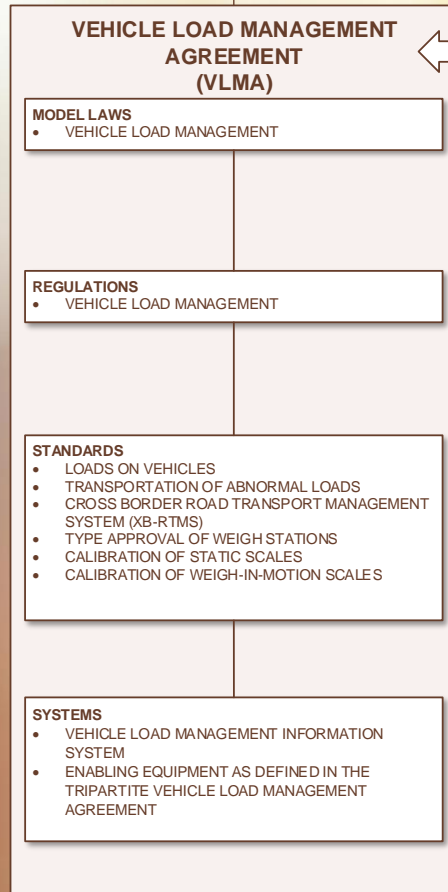 VEHICLE LOAD MANAGEMENT
AGREEMENT
(VLMA)
MODEL LAWS
• VEHICLE LOAD MANAGEMENT
REGULATIONS
• VEHICLE LOAD MANAGEMENT
STANDARDS
• LOADS ON VEHICLES
• TRANSPORTATION OF ABNORMAL LOADS
• CROSS BORDER ROAD TRANSPORT MANAGEMENT
SYSTEM (XB-RTMS)
• TYPE APPROVAL OF WEIGH STATIONS
• CALIBRATION OF STATIC SCALES
• CALIBRATION OF WEIGH-IN-MOTION SCALES
SYSTEMS
• VEHICLE LOAD MANAGEMENT INFORMATION
SYSTEM
• ENABLING EQUIPMENT AS DEFINED IN THE
TRIPARTITE VEHICLE LOAD MANAGEMENT
AGREEMENT